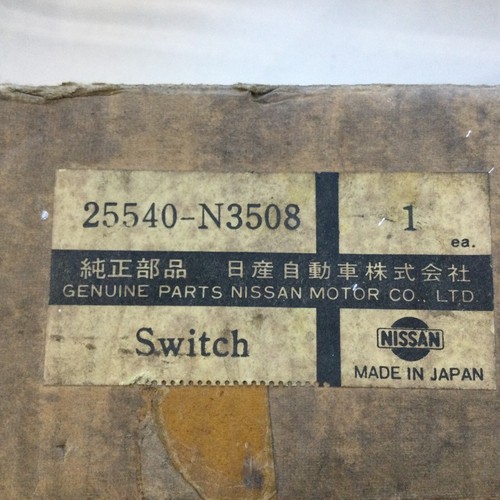 25540-N3508 1 ea.
純正部品 日産自動車株式会社
GENUINE PARTS NISSAN MOTOR CO., LTD
Switch NISSAN
MADE IN JAPAN